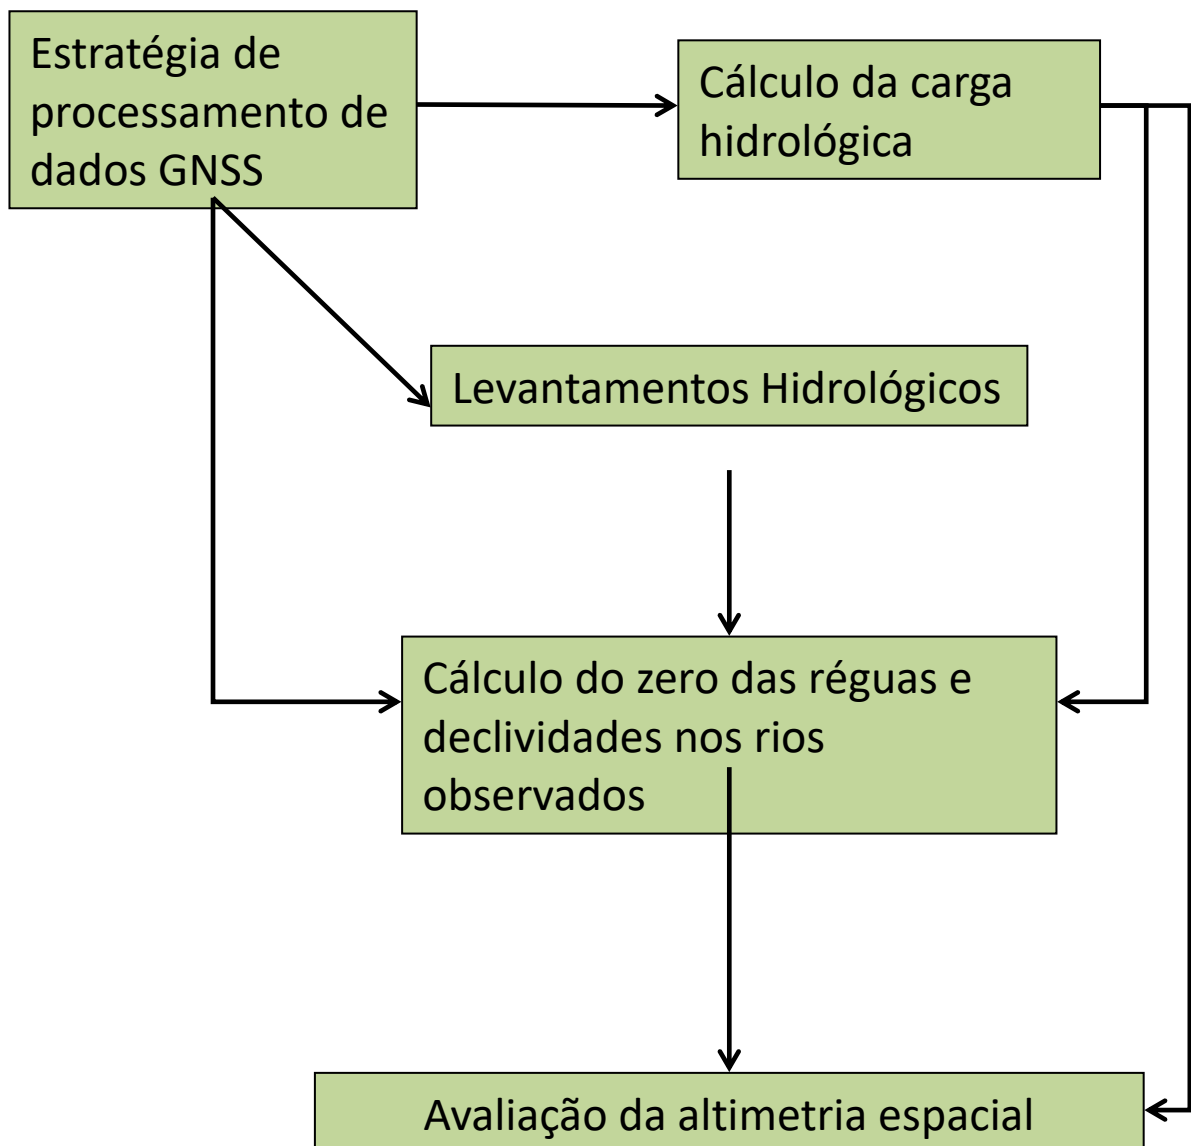 Estratégia de
processamento de
dados GNSS
Cálculo da carga
hidrológica
Levantamentos Hidrológicos
Cálculo do zero das réguas e
declividades nos rios
observados
Avaliação da altimetria espacial